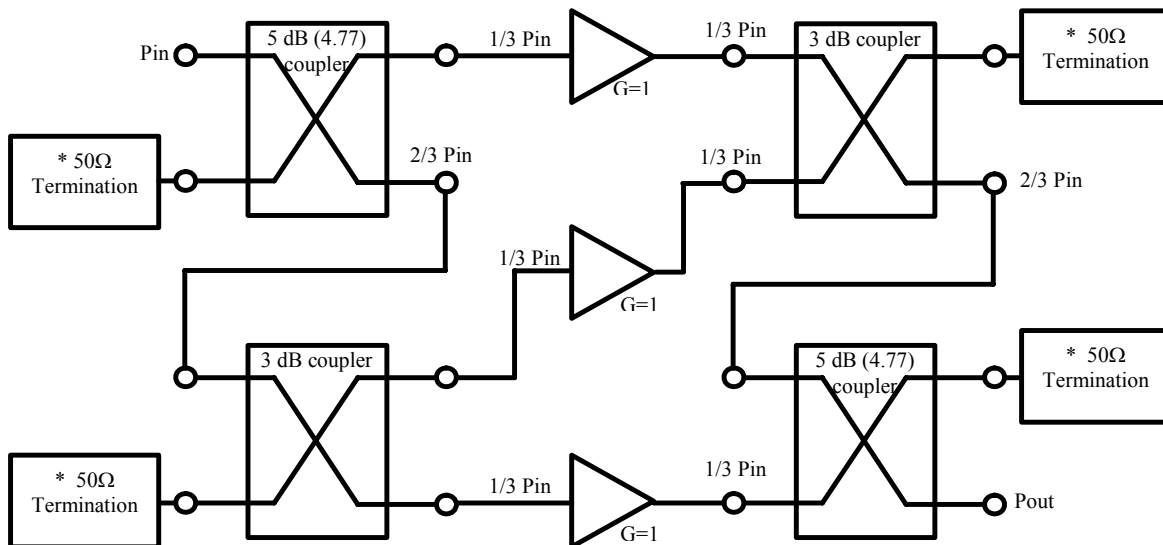 5 dB (4.77)
coupler
Pin
1/3 Pin
G=1
1/3 Pin
3 dB coupler
* 50Ω
Termination
* 50Ω
Termination
2/3 Pin
1/3 Pin
2/3 Pin
1/3 Pin
G=1
3 dB coupler
5 dB (4.77)
coupler
* 50Ω
Termination
* 50Ω
Termination
1/3 Pin
G=1
1/3 Pin
Pout